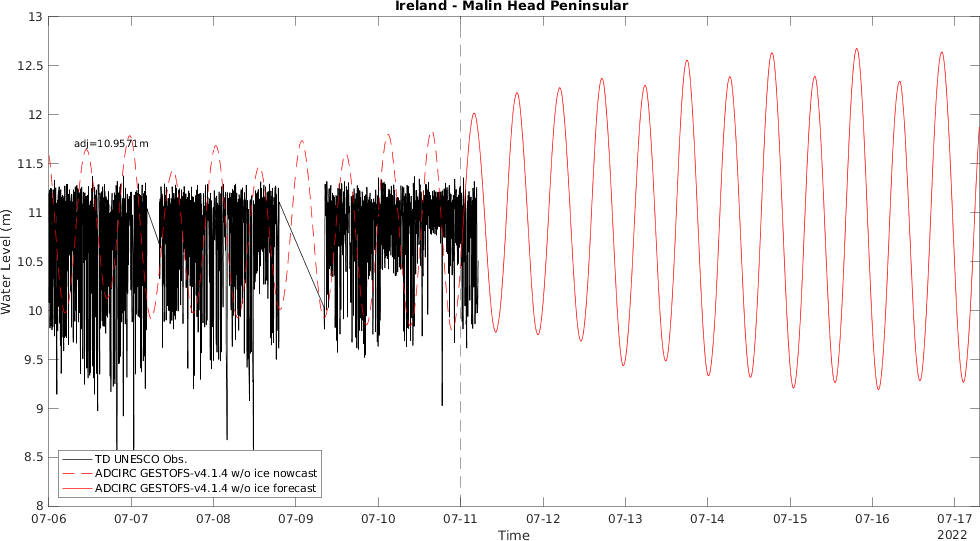 Ireland - Malin Head Peninsular
13
12.5
12
11.5
11
10.5
10
9.5
9
8.5
8
Water Level (m)
adj=10.9571m
TD UNESCO Obs.
ADCIRC GESTOFS-v4.1.4 w/o ice nowcast
ADCIRC GESTOFS-v4.1.4 w/o ice forecast
07-06 07-07 07-08 07-09 07-10 07-11 07-12 07-13 07-14 07-15 07-16 07-17
Time
2022